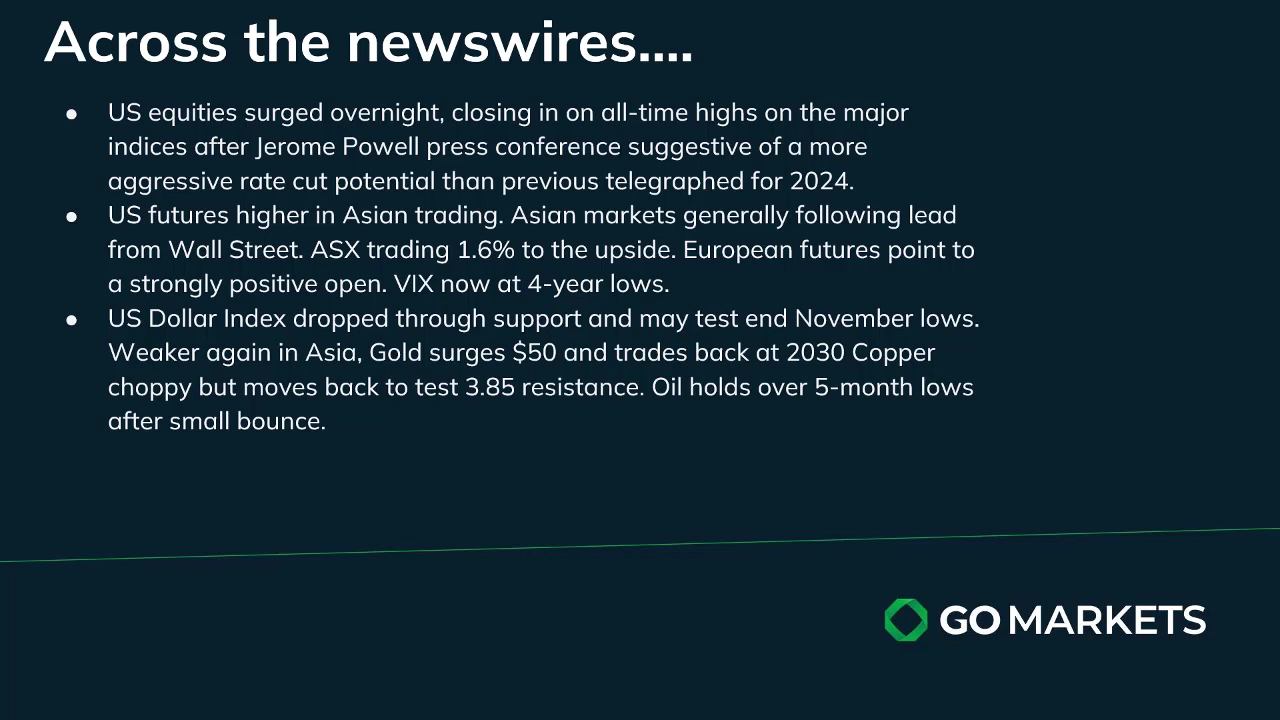 Across the newswires....
● US equities surged overnight, closing in on all-time highs on the major
indices after Jerome Powell press conference suggestive of a more
aggressive rate cut potential than previous telegraphed for 2024.
● US futures higher in Asian trading. Asian markets generally following lead
from Wall Street. ASX trading 1.6% to the upside. European futures point to
a strongly positive open. VIX now at 4-year lows.
● US Dollar Index dropped through support and may test end November lows.
Weaker again in Asia, Gold surges $50 and trades back at 2030 Copper
choppy but moves back to test 3.85 resistance. Oil holds over 5-month lows
after small bounce.
GO MARKETS